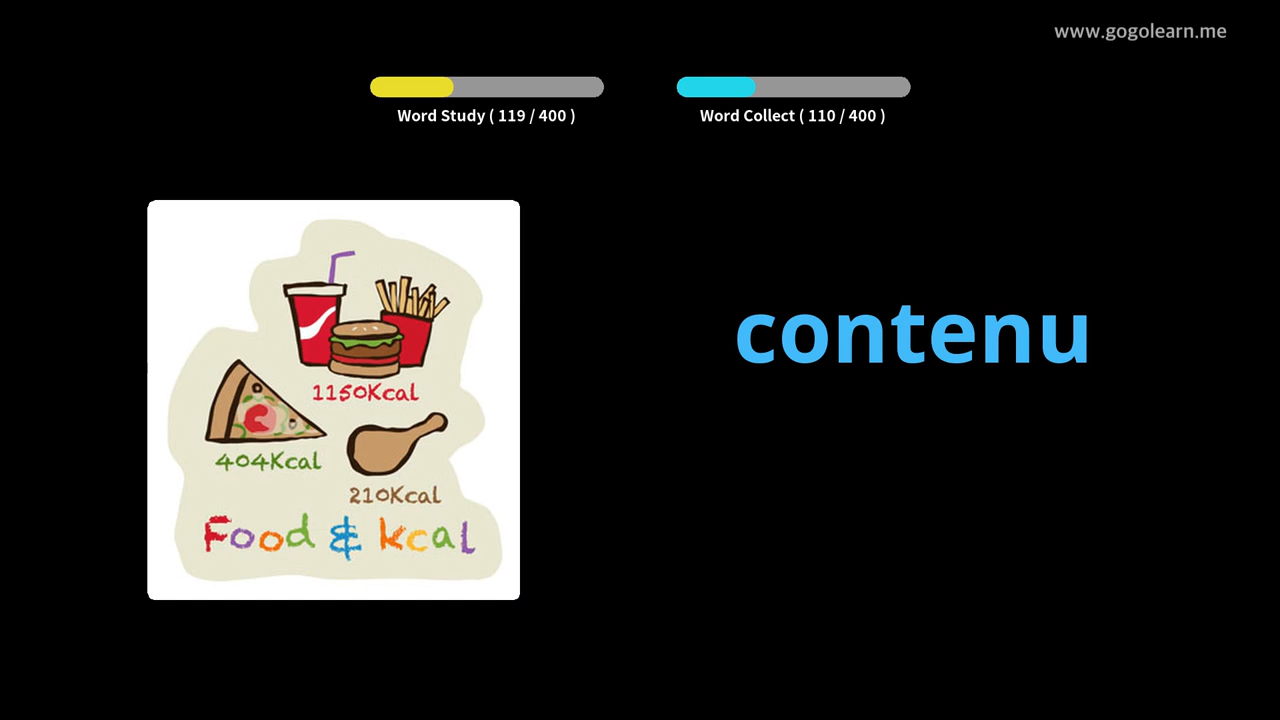 www.gogolearn.me
Word Study ( 119 / 400 )
Word Collect ( 110 / 400 )
contenu
1150Kcal
404Kcal
210Kcal
Food & kcal